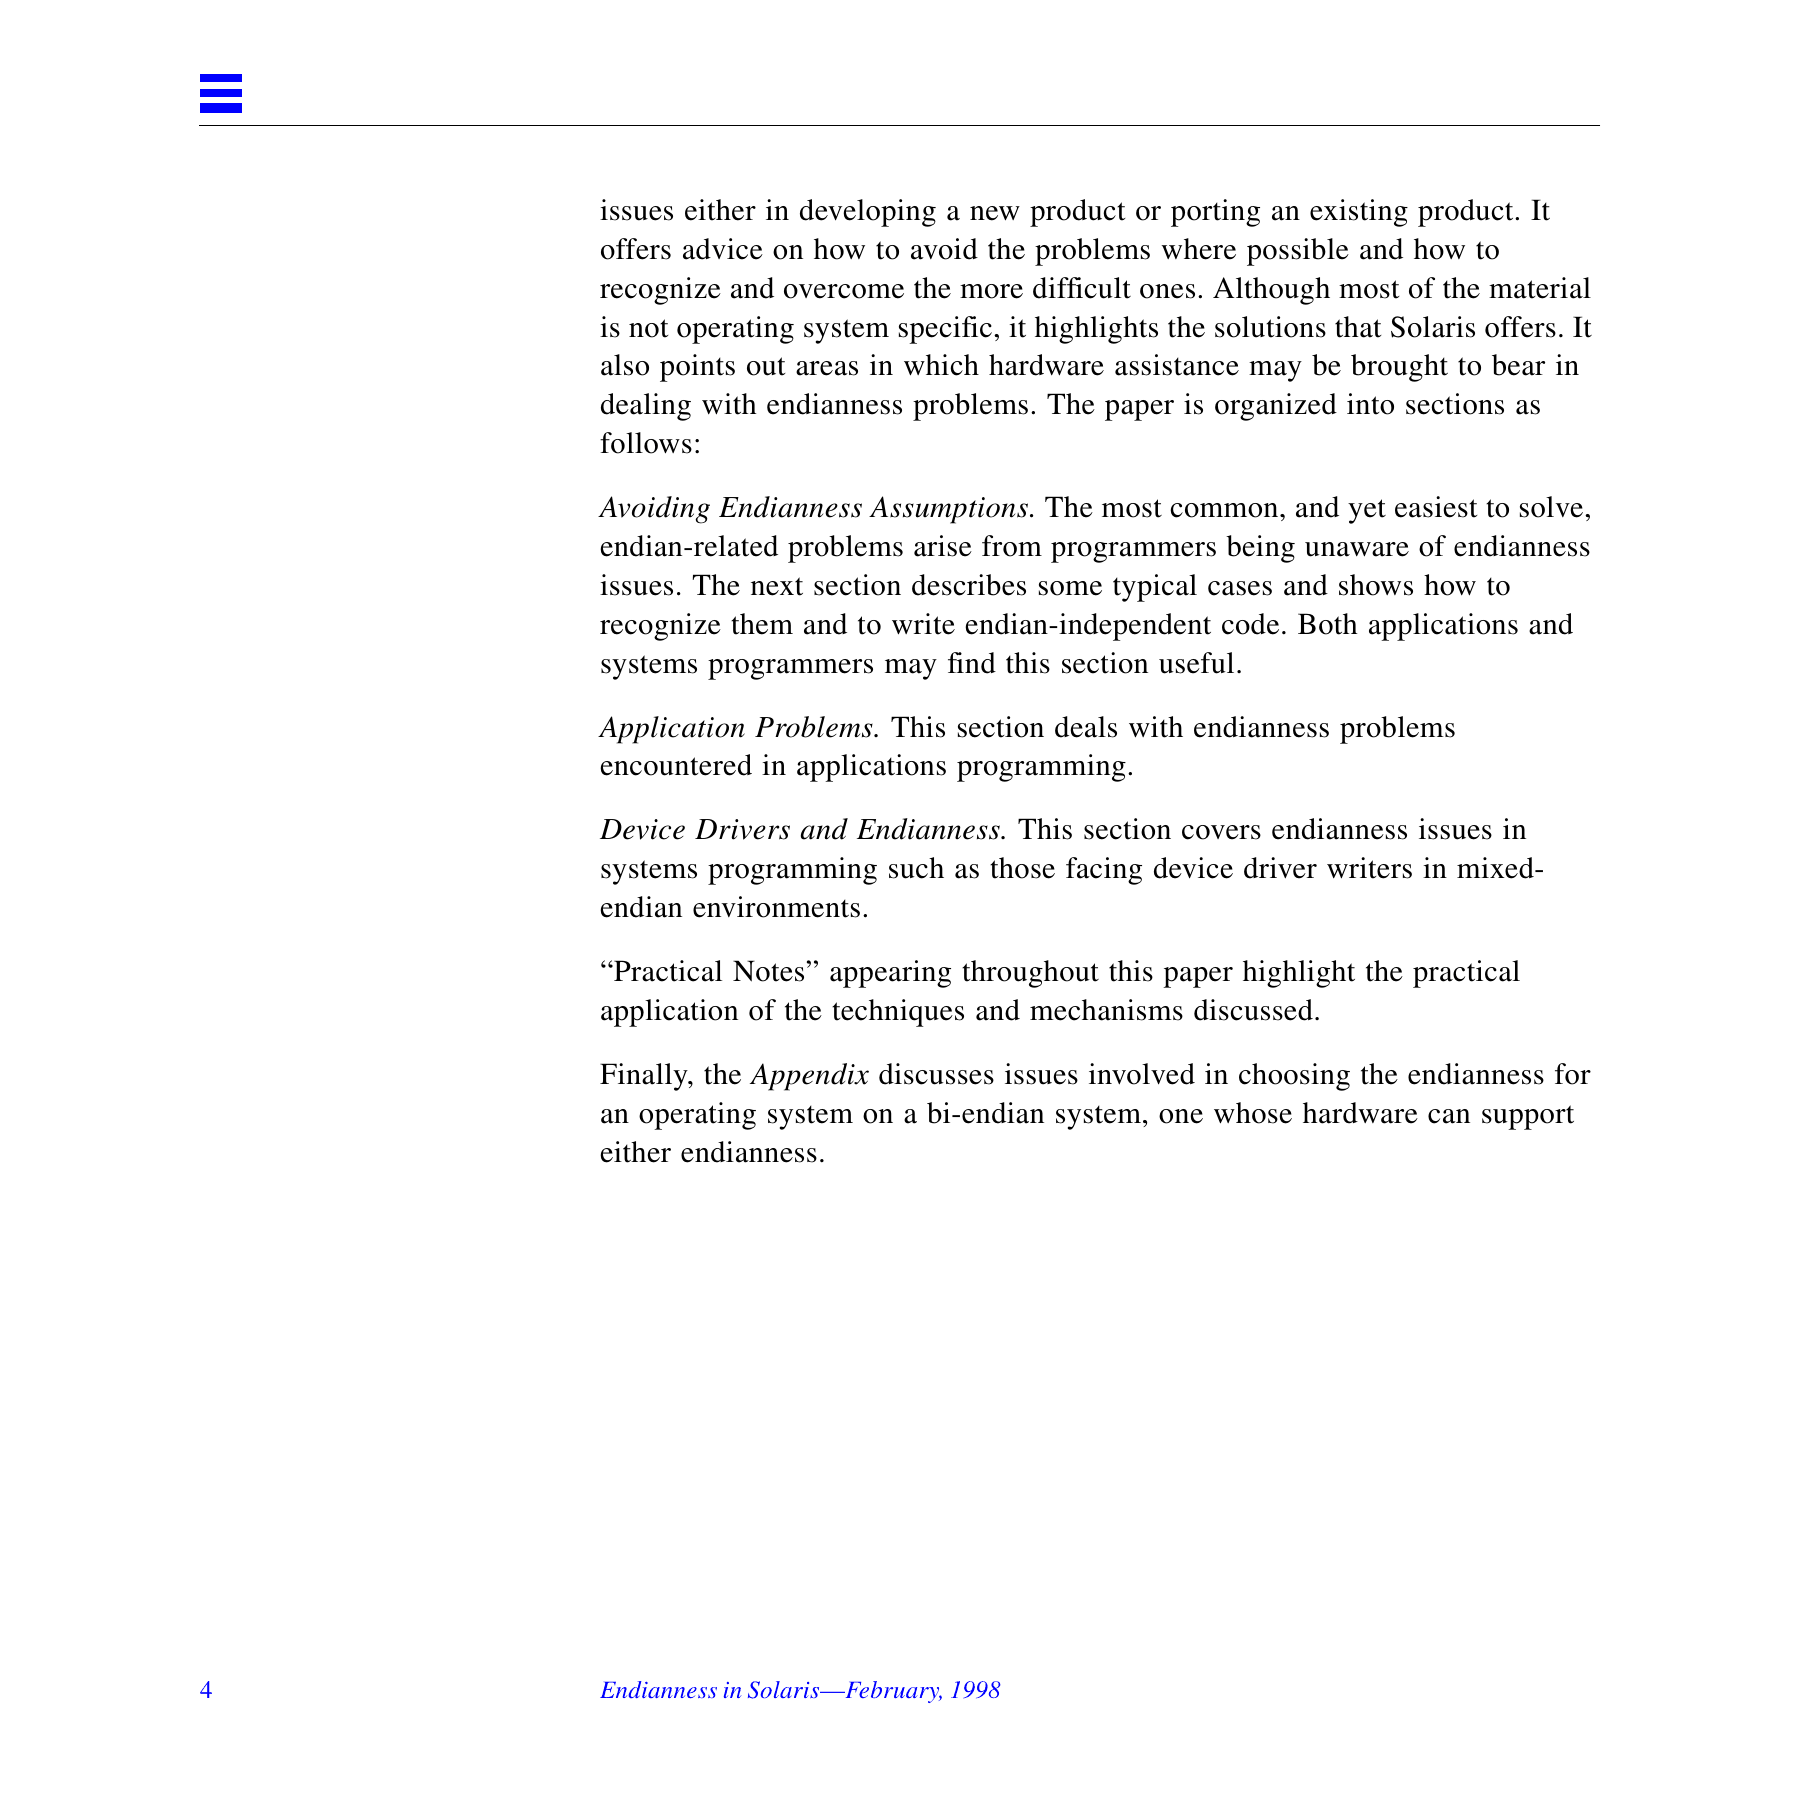 issues either in developing a new product or porting an existing product. It
offers advice on how to avoid the problems where possible and how to
recognize and overcome the more difficult ones. Although most of the material
is not operating system specific, it highlights the solutions that Solaris offers. It
also points out areas in which hardware assistance may be brought to bear in
dealing with endianness problems. The paper is organized into sections as
follows:
Avoiding Endianness Assumptions. The most common, and yet easiest to solve,
endian-related problems arise from programmers being unaware of endianness
issues. The next section describes some typical cases and shows how to
recognize them and to write endian-independent code. Both applications and
systems programmers may find this section useful.
Application Problems. This section deals with endianness problems
encountered in applications programming.
Device Drivers and Endianness. This section covers endianness issues in
systems programming such as those facing device driver writers in mixed-
endian environments.
“Practical Notes” appearing throughout this paper highlight the practical
application of the techniques and mechanisms discussed.
Finally, the Appendix discusses issues involved in choosing the endianness for
an operating system on a bi-endian system, one whose hardware can support
either endianness.
4 Endianness in Solaris—February, 1998